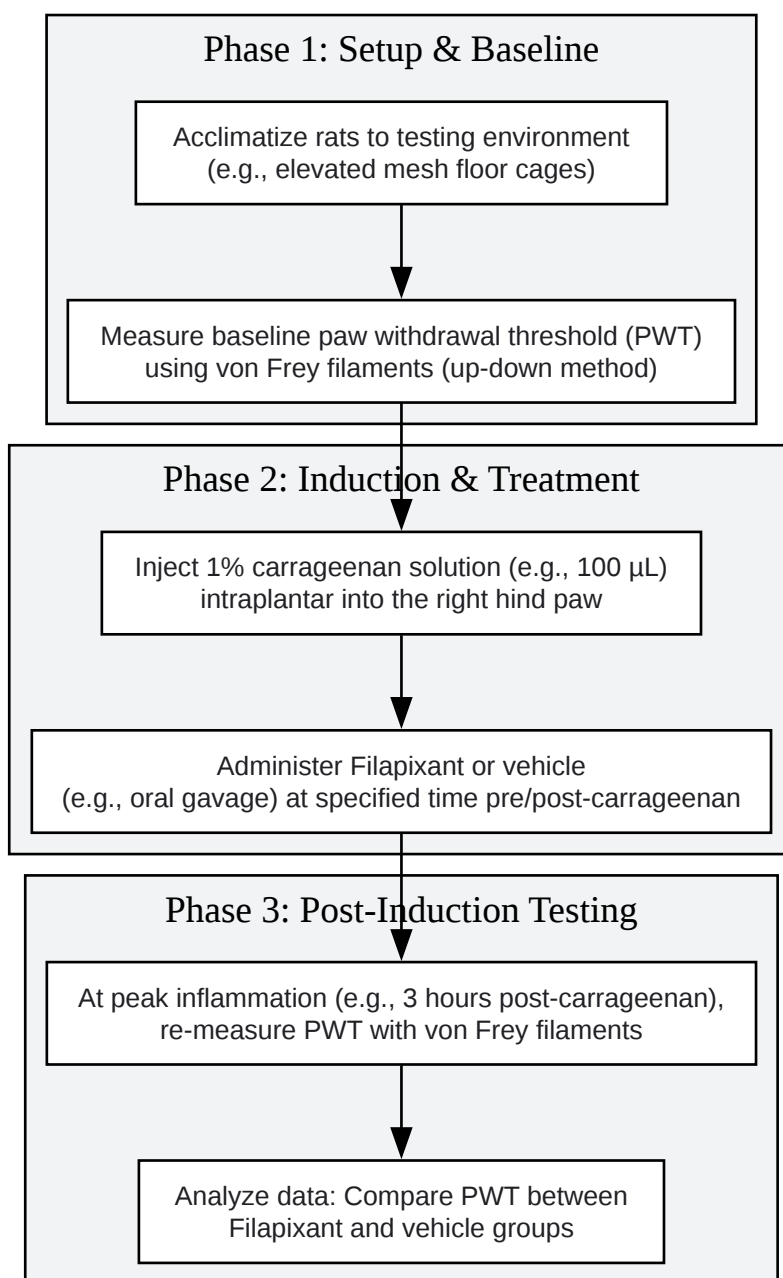 Phase 1: Setup & Baseline
Acclimatize rats to testing environment
(e.g., elevated mesh floor cages)
Measure baseline paw withdrawal threshold (PWT)
using von Frey filaments (up-down method)
Phase 2: Induction & Treatment
Inject 1% carrageenan solution (e.g., 100 µL)
intraplantar into the right hind paw
Administer Filapixant or vehicle
(e.g., oral gavage) at specified time pre/post-carrageenan
Phase 3: Post-Induction Testing
At peak inflammation (e.g., 3 hours post-carrageenan),
re-measure PWT with von Frey filaments
Analyze data: Compare PWT between
Filapixant and vehicle groups